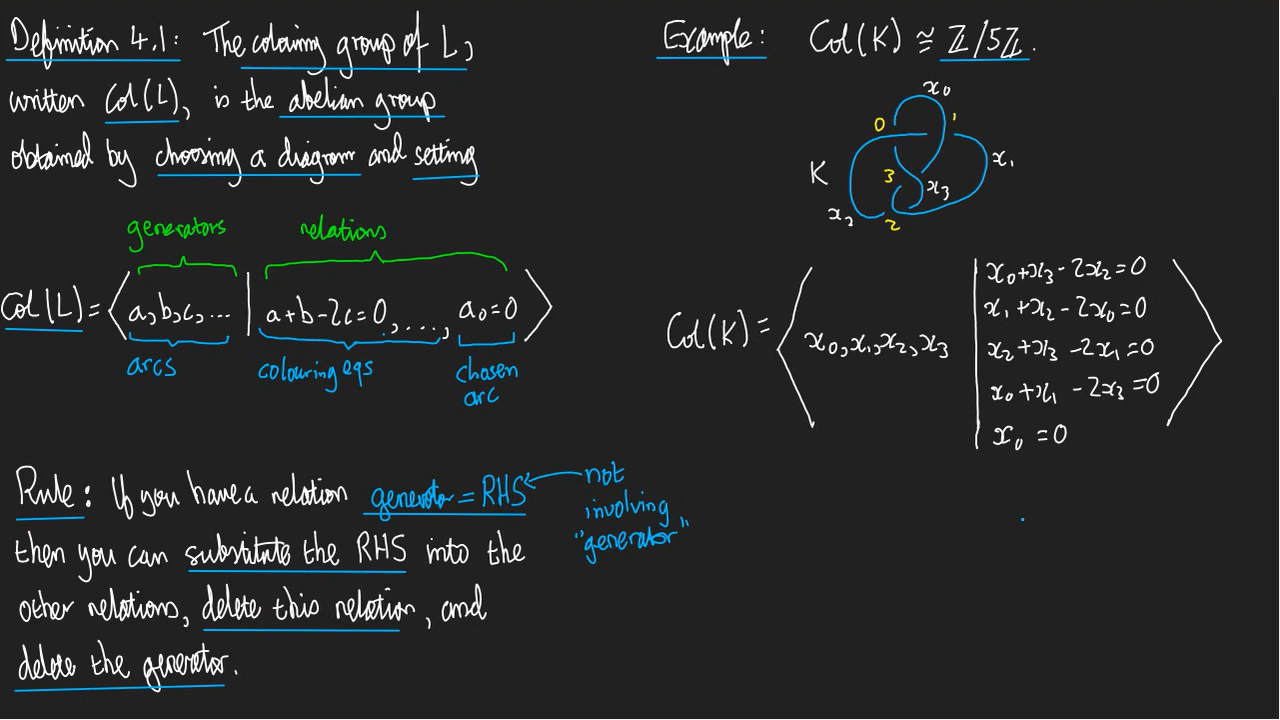 Definition 4.1: The colouring group of L,
written Col(L), is the abelian group
obtained by choosing a diagram and setting
generators relations
Col(L) = ⟨ a, b, c, ... | a+b-2c=0, ..., a₀=0 ⟩
arcs colouring eqs chosen
arc
Rule: If you have a relation generator = RHS
not
involving
"generator"
then you can substitute the RHS into the
other relations, delete this relation, and
delete the generator.
Example: Col(K) ≅ ℤ/5ℤ.
x₀
0 1
K 3 x₃ x₁
x₂ 2
Col(K) = ⟨ x₀, x₁, x₂, x₃ |
x₀+x₃-2x₂=0
x₁+x₂-2x₀=0
x₂+x₃-2x₁=0
x₀+x₁-2x₃=0
x₀=0 ⟩